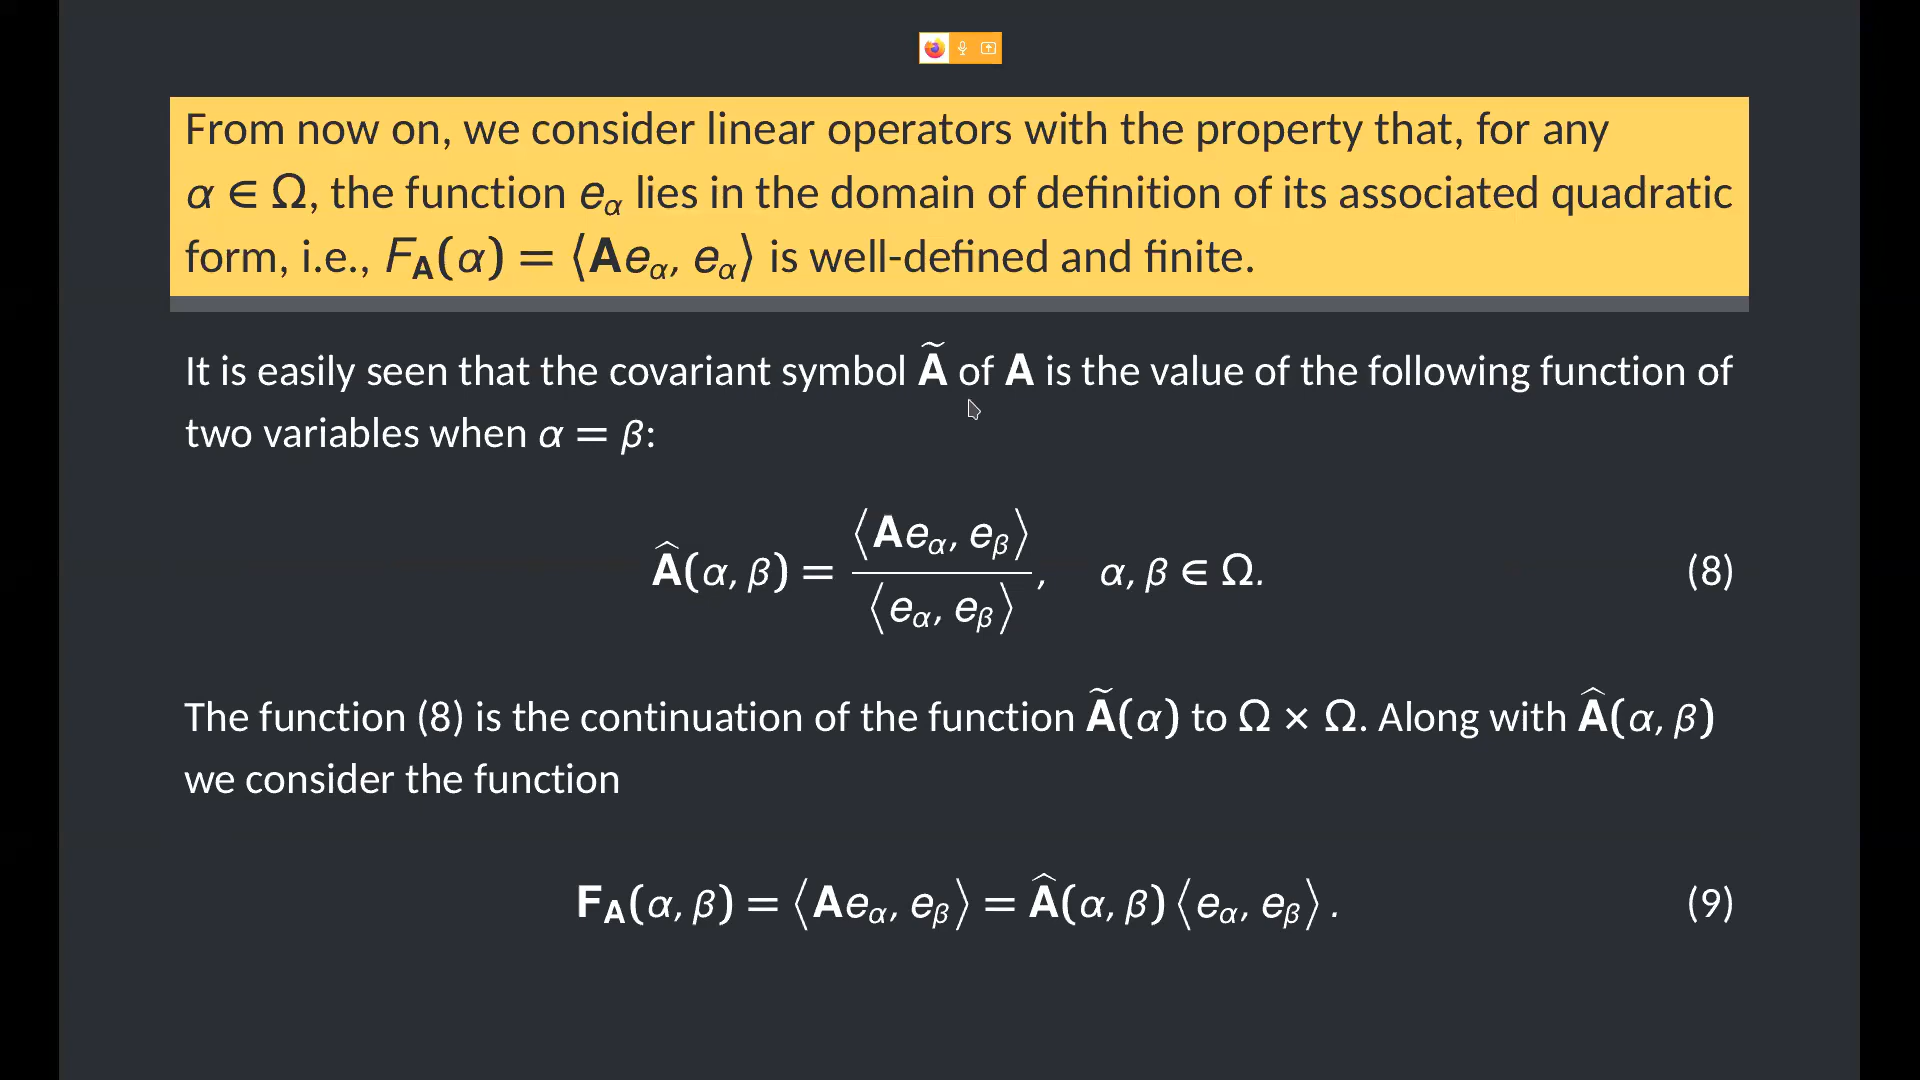 From now on, we consider linear operators with the property that, for any
α ∈ Ω, the function e_α lies in the domain of definition of its associated quadratic
form, i.e., F_𝐀(α) = ⟨𝐀e_α, e_α⟩ is well-defined and finite.
It is easily seen that the covariant symbol 𝐀̃ of 𝐀 is the value of the following function of
two variables when α = β:
𝐀̂(α, β) = ⟨𝐀e_α, e_β⟩ / ⟨e_α, e_β⟩, α, β ∈ Ω. (8)
The function (8) is the continuation of the function 𝐀̃(α) to Ω × Ω. Along with 𝐀̂(α, β)
we consider the function
𝐅_𝐀(α, β) = ⟨𝐀e_α, e_β⟩ = 𝐀̂(α, β) ⟨e_α, e_β⟩. (9)